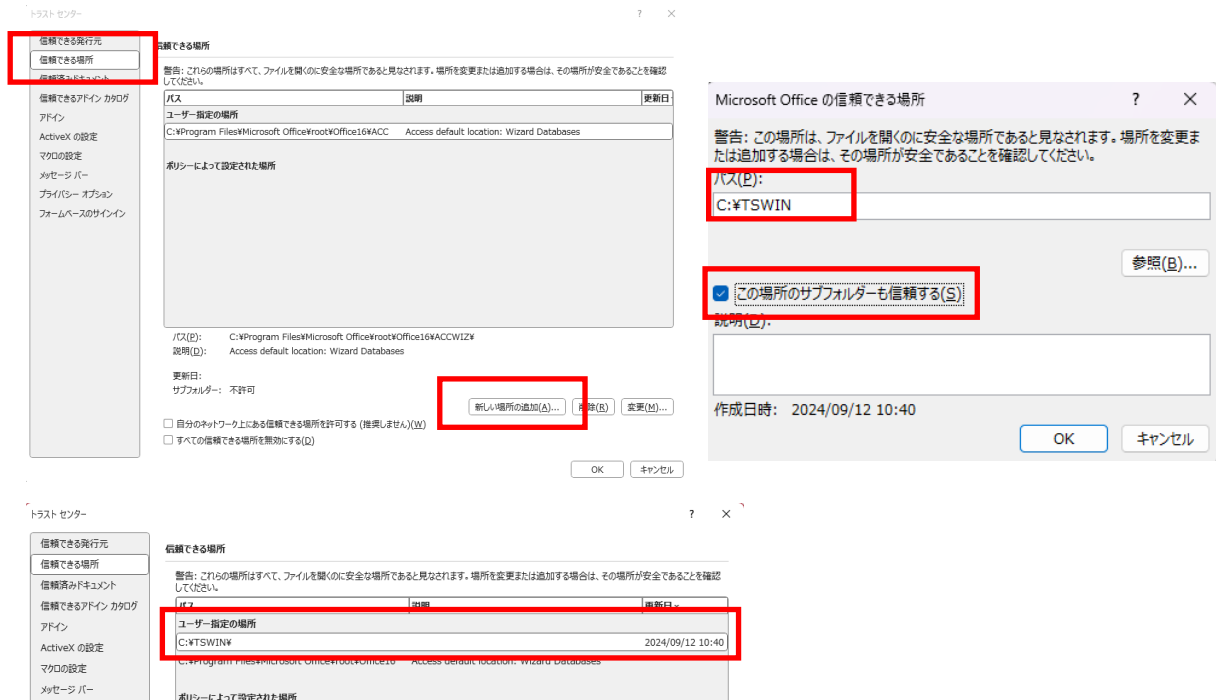 トラスト センター
?
×
信頼できる発行元
信頼できる場所
信頼済みドキュメント
信頼できるアドイン カタログ
アドイン
ActiveX の設定
マクロの設定
メッセージ バー
プライバシー オプション
フォームベースのサインイン
信頼できる場所
警告: これらの場所はすべて、ファイルを開くのに安全な場所であると見なされます。場所を変更または追加する場合は、その場所が安全であることを確認
してください。
パス 説明 更新日
ユーザー指定の場所
C:¥Program Files¥Microsoft Office¥root¥Office16¥ACC Access default location: Wizard Databases
ポリシーによって設定された場所
パス(P): C:¥Program Files¥Microsoft Office¥root¥Office16¥ACCWIZ¥
説明(D): Access default location: Wizard Databases
更新日:
サブフォルダー: 不許可
新しい場所の追加(A)... 削除(R) 変更(M)...
自分のネットワーク上にある信頼できる場所を許可する (推奨しません)(W)
すべての信頼できる場所を無効にする(D)
OK キャンセル
Microsoft Office の信頼できる場所 ? ×
警告: この場所は、ファイルを開くのに安全な場所であると見なされます。場所を変更ま
たは追加する場合は、その場所が安全であることを確認してください。
パス(P):
C:¥TSWIN
参照(B)...
この場所のサブフォルダーも信頼する(S)
説明(D):
作成日時: 2024/09/12 10:40
OK キャンセル
トラスト センター
?
×
信頼できる発行元
信頼できる場所
信頼済みドキュメント
信頼できるアドイン カタログ
アドイン
ActiveX の設定
マクロの設定
メッセージ バー
信頼できる場所
警告: これらの場所はすべて、ファイルを開くのに安全な場所であると見なされます。場所を変更または追加する場合は、その場所が安全であることを確認
してください。
パス 説明 更新日
ユーザー指定の場所
C:¥TSWIN¥ 2024/09/12 10:40
C:¥Program Files¥Microsoft Office¥root¥Office16 Access default location: Wizard Databases
ポリシーによって設定された場所